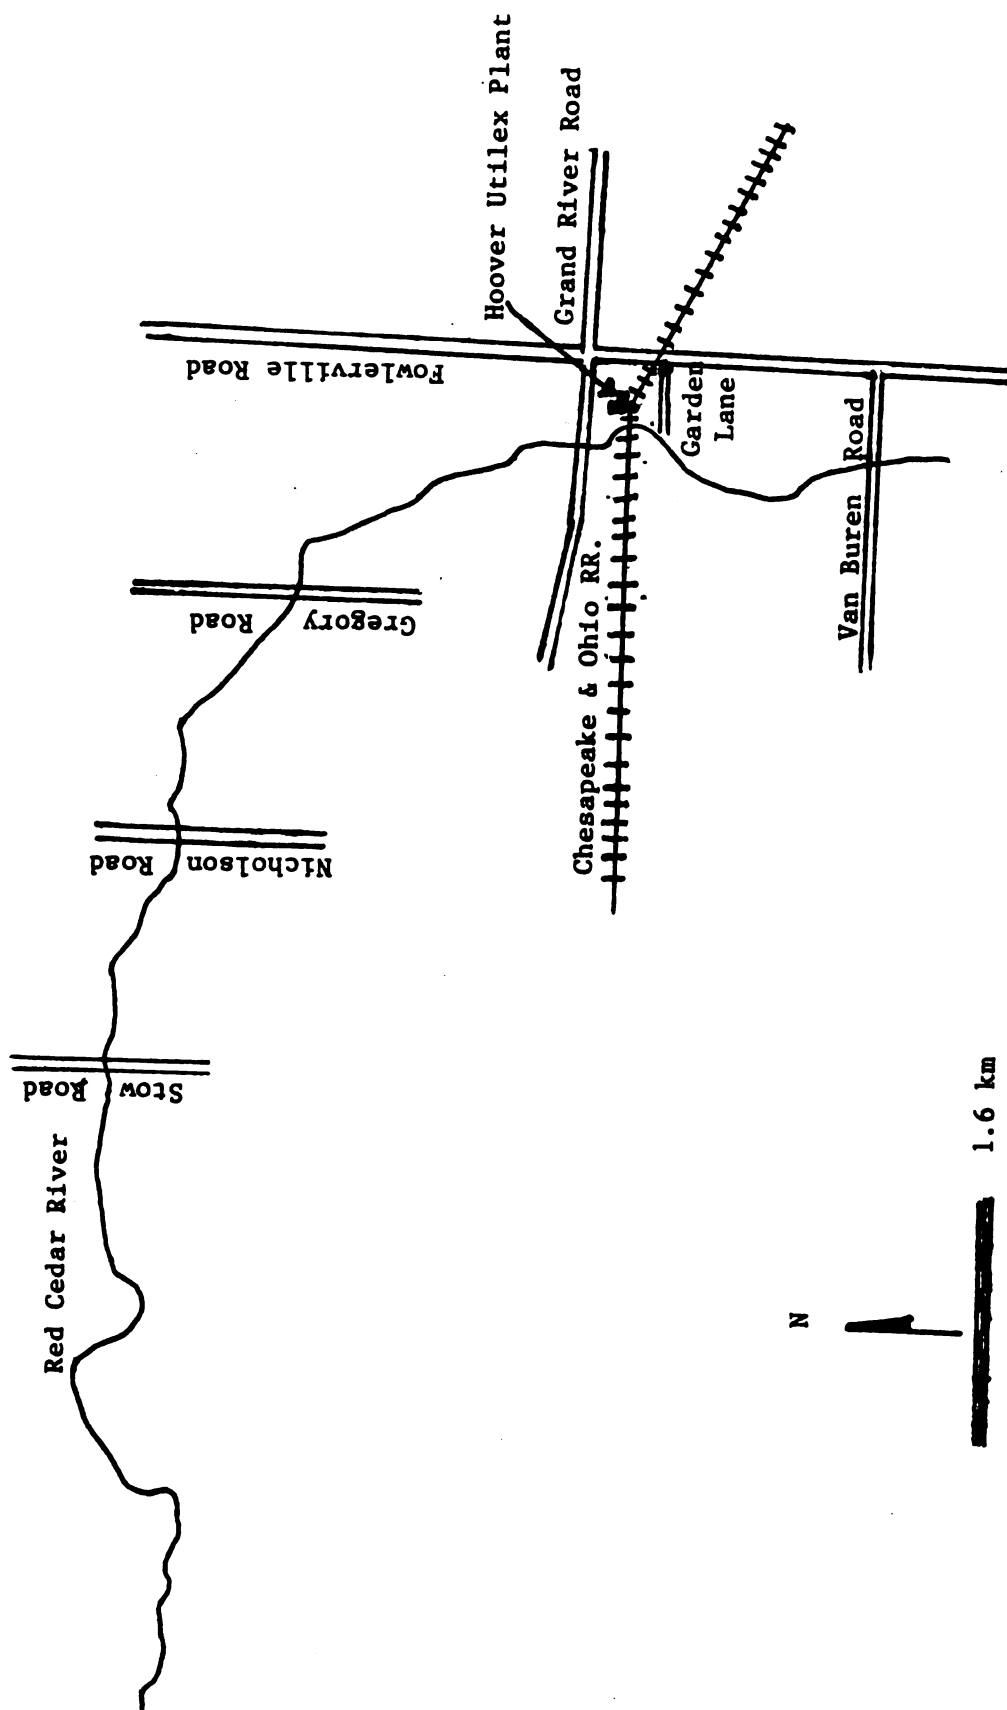 Hoover Utilex Plant
Grand River Road
Fowlerville Road
Garden
Lane
Van Buren Road
Chesapeake & Ohio RR.
Gregory Road
Nicholson Road
Stow Road
Red Cedar River
N
1.6 km